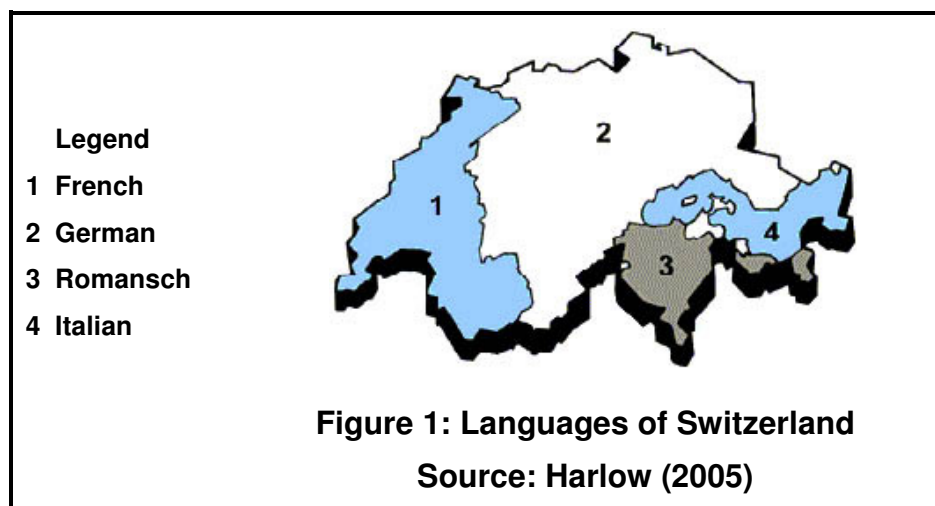 Legend
1 French
2 German
3 Romansch
4 Italian
1
2
3
4
Figure 1: Languages of Switzerland
Source: Harlow (2005)